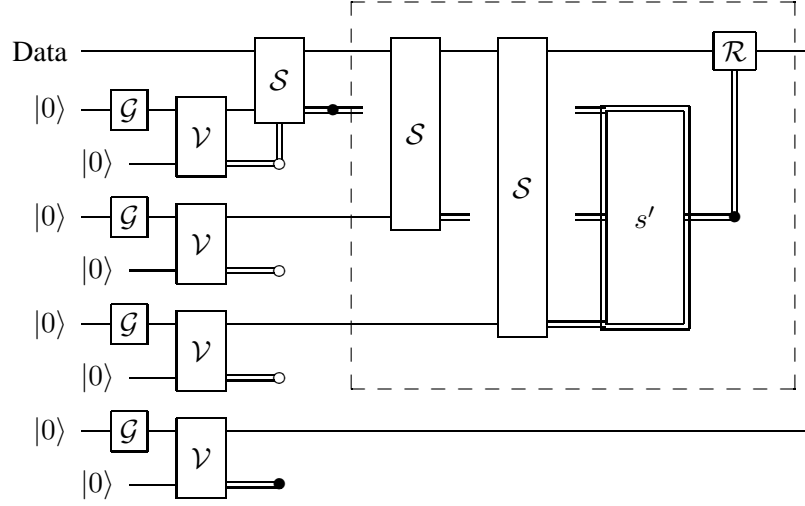 Data
S
|0⟩ G V
|0⟩
S
S
R
|0⟩ G V
|0⟩
s′
|0⟩ G V
|0⟩
|0⟩ G V
|0⟩